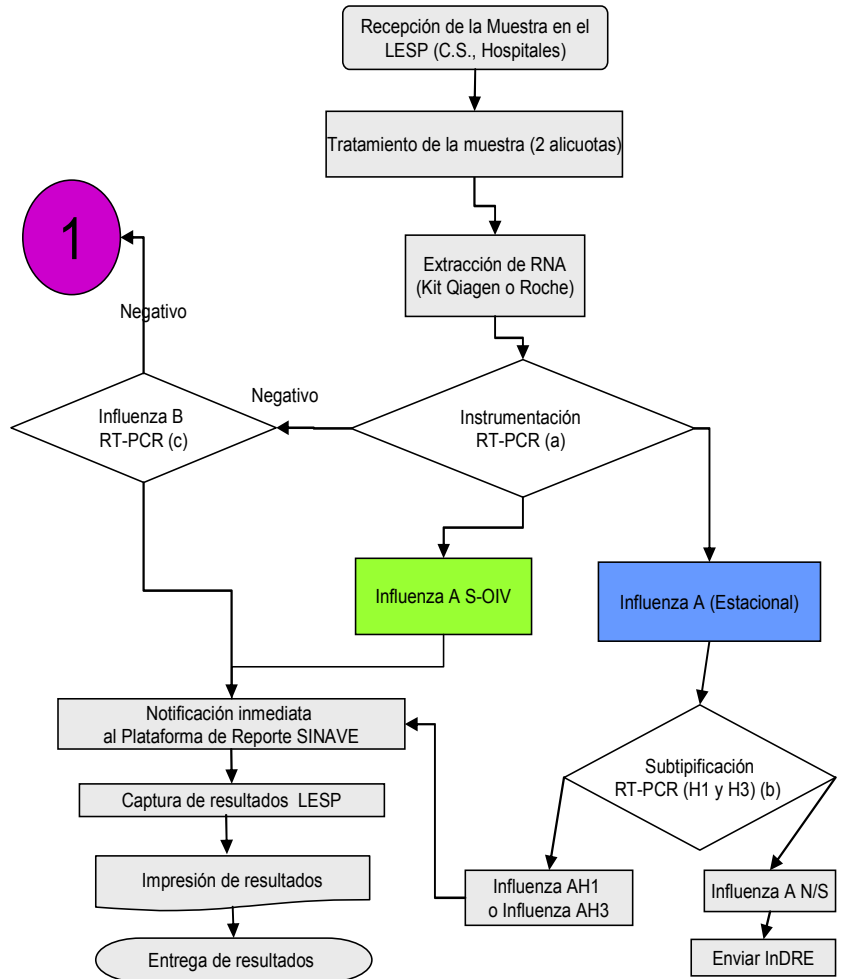 Recepción de la Muestra en el
LESP (C.S., Hospitales)
Tratamiento de la muestra (2 alicuotas)
1
Extracción de RNA
(Kit Qiagen o Roche)
Negativo
Negativo
Influenza B
RT-PCR (c)
Instrumentación
RT-PCR (a)
Influenza A S-OIV
Influenza A (Estacional)
Notificación inmediata
al Plataforma de Reporte SINAVE
Subtipificación
RT-PCR (H1 y H3) (b)
Captura de resultados LESP
Impresión de resultados
Influenza AH1
o Influenza AH3
Influenza A N/S
Entrega de resultados
Enviar InDRE